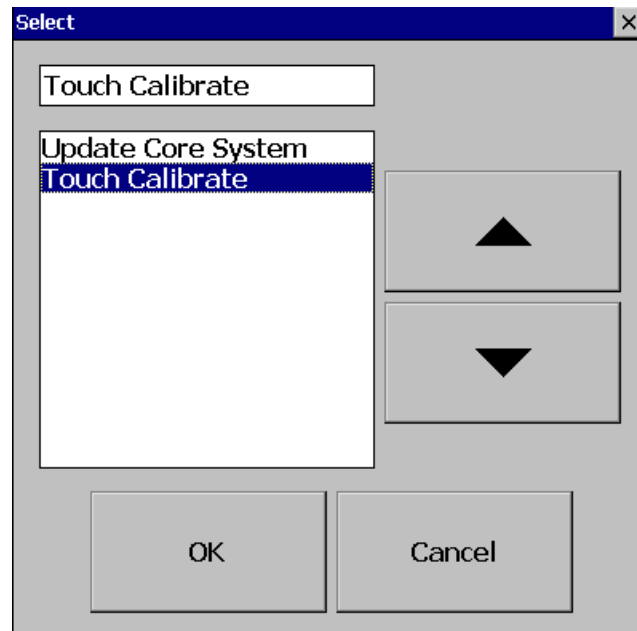 Select
Touch Calibrate
Update Core System
Touch Calibrate
OK
Cancel